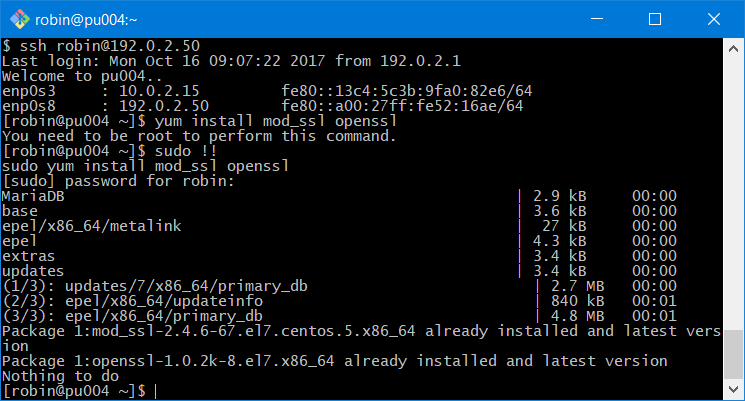 robin@pu004:~
$ ssh robin@192.0.2.50
Last login: Mon Oct 16 09:07:22 2017 from 192.0.2.1
Welcome to pu004..
enp0s3     : 10.0.2.15          fe80::13c4:5c3b:9fa0:82e6/64
enp0s8     : 192.0.2.50         fe80::a00:27ff:fe52:16ae/64
[robin@pu004 ~]$ yum install mod_ssl openssl
You need to be root to perform this command.
[robin@pu004 ~]$ sudo !!
sudo yum install mod_ssl openssl
[sudo] password for robin:
MariaDB                                                  | 2.9 kB     00:00
base                                                     | 3.6 kB     00:00
epel/x86_64/metalink                                     |  27 kB     00:00
epel                                                     | 4.3 kB     00:00
extras                                                   | 3.4 kB     00:00
updates                                                  | 3.4 kB     00:00
(1/3): updates/7/x86_64/primary_db                         | 2.7 MB   00:00
(2/3): epel/x86_64/updateinfo                              | 840 kB   00:01
(3/3): epel/x86_64/primary_db                              | 4.8 MB   00:01
Package 1:mod_ssl-2.4.6-67.el7.centos.5.x86_64 already installed and latest vers
ion
Package 1:openssl-1.0.2k-8.el7.x86_64 already installed and latest version
Nothing to do
[robin@pu004 ~]$